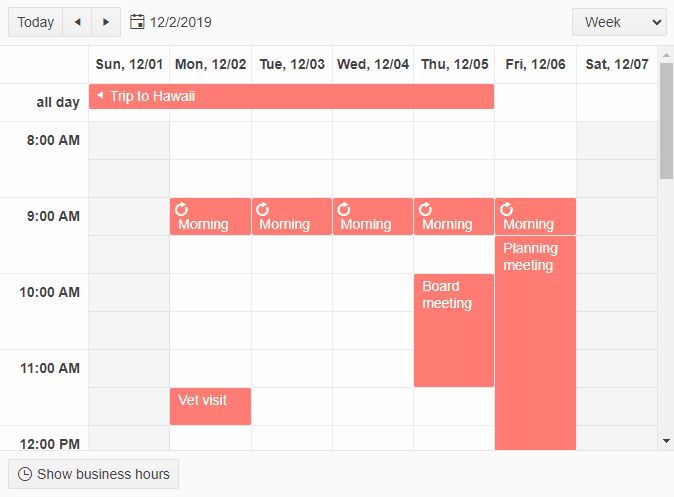 Today 12/2/2019 Week
Sun, 12/01 Mon, 12/02 Tue, 12/03 Wed, 12/04 Thu, 12/05 Fri, 12/06 Sat, 12/07
all day Trip to Hawaii
8:00 AM
9:00 AM Morning Morning Morning Morning Morning
Planning
meeting
10:00 AM Board
meeting
11:00 AM
Vet visit
12:00 PM
Show business hours